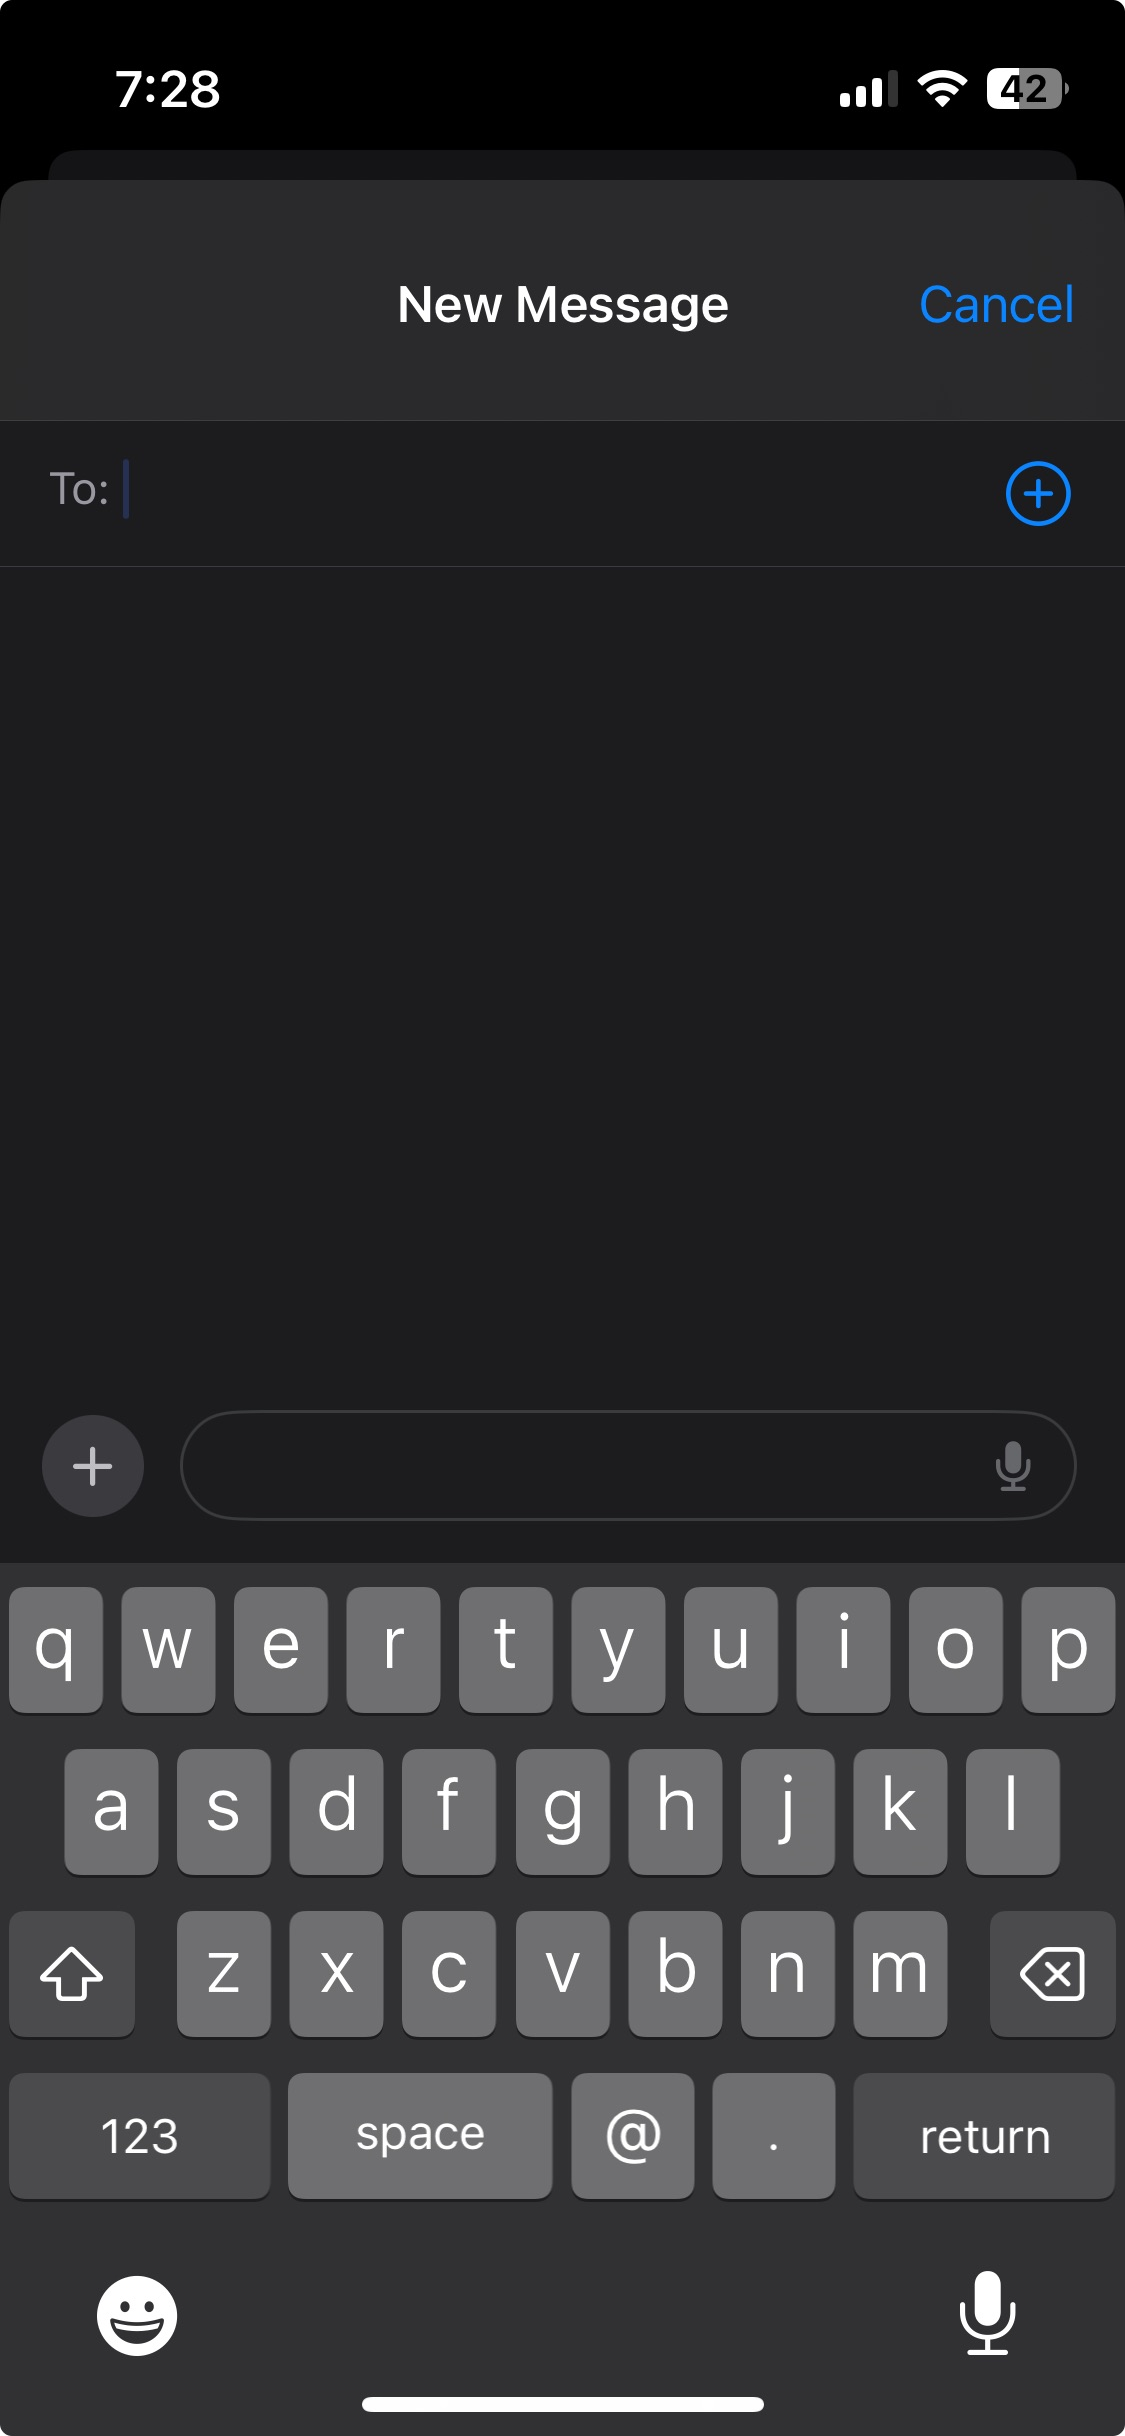 7:28 42
New Message Cancel
To:
q w e r t y u i o p
a s d f g h j k l
z x c v b n m
123 space @ . return